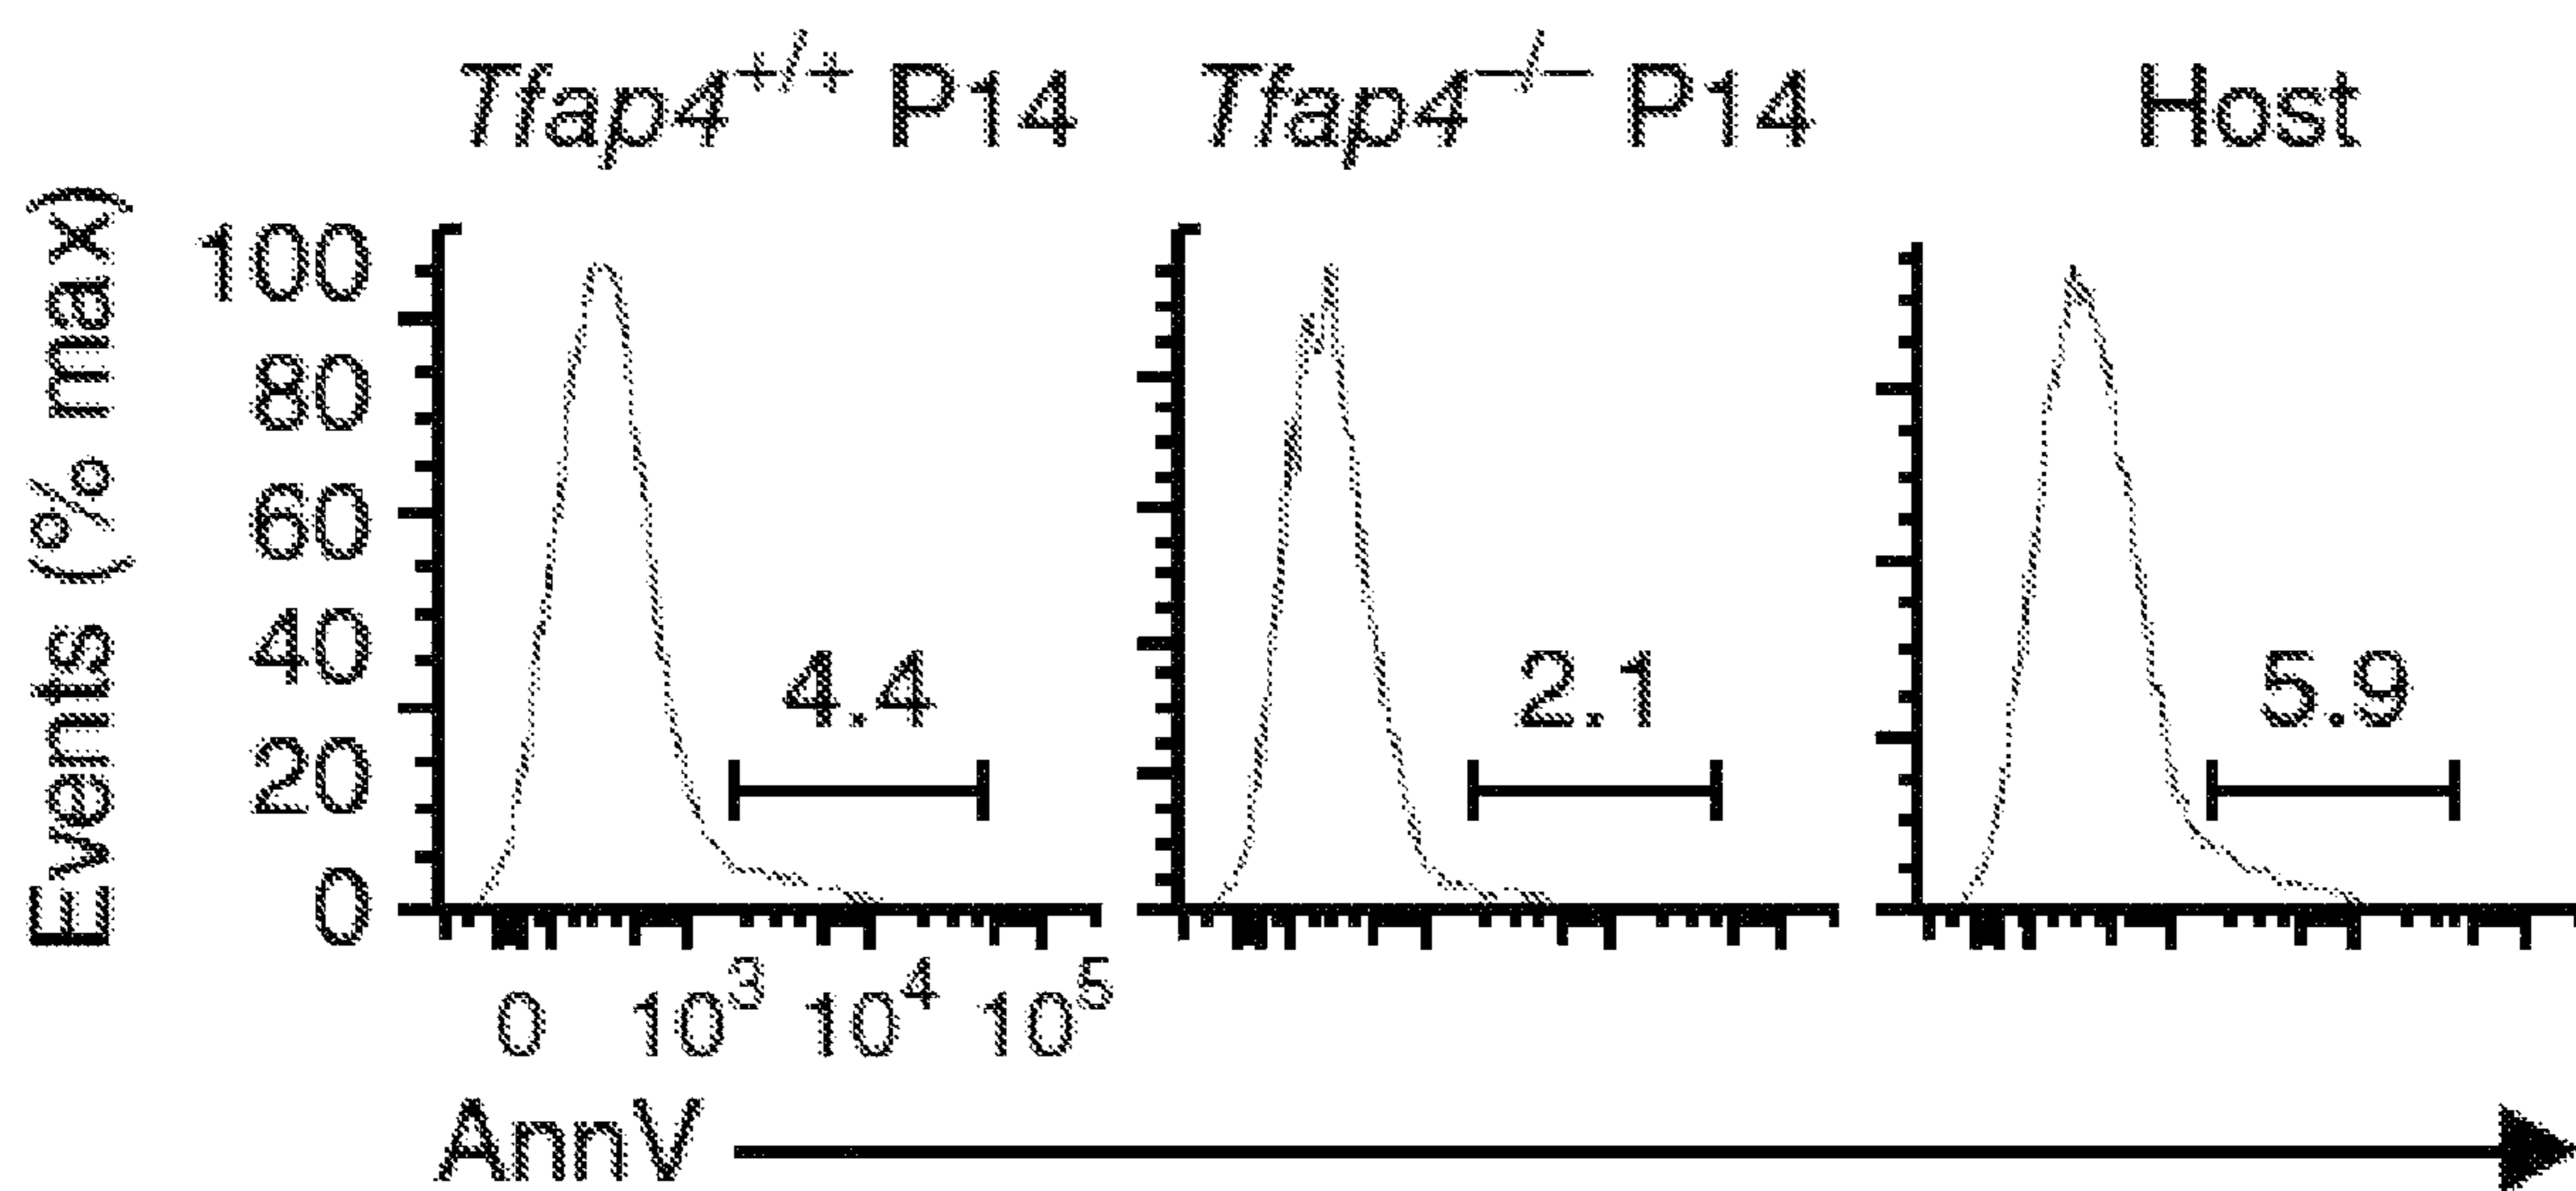 Tfap4+/+ P14 Tfap4−/− P14 Host
Events (% max)
100
80
60
40
20
0
4.4 2.1 5.9
0 10³ 10⁴ 10⁵
AnnV